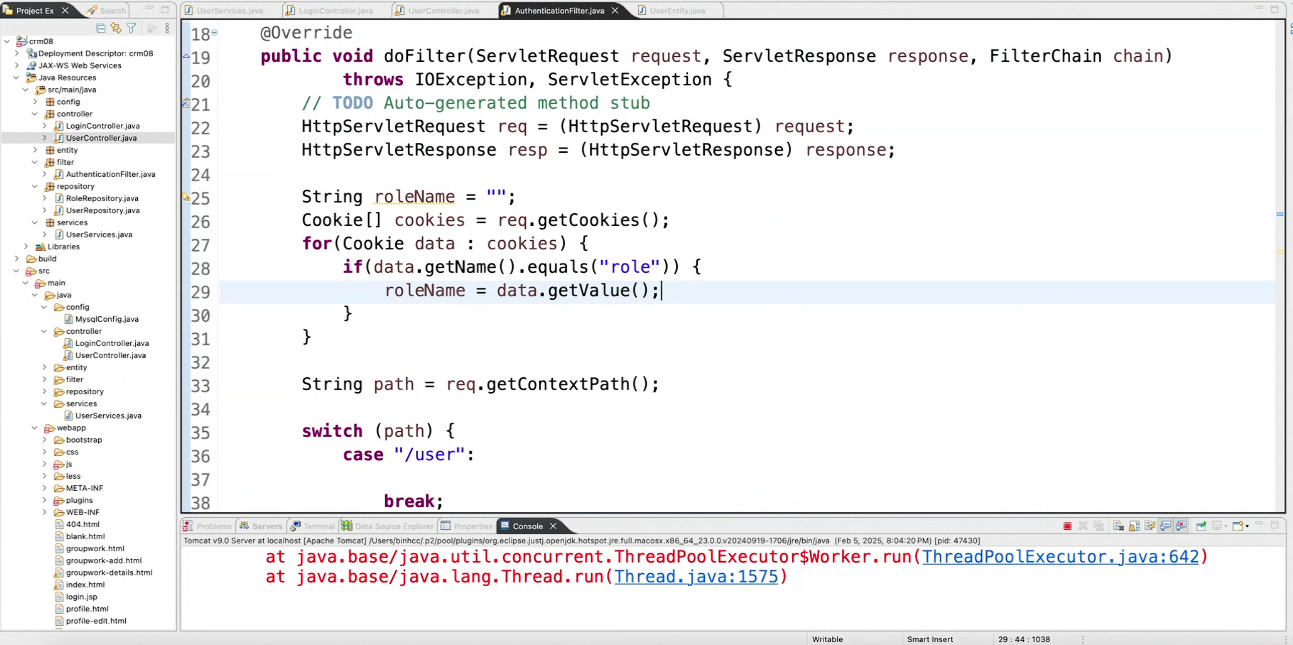 Project Ex
Search
crm08
Deployment Descriptor: crm08
JAX-WS Web Services
Java Resources
src/main/java
config
controller
LoginController.java
UserController.java
entity
filter
AuthenticationFilter.java
repository
RoleRepository.java
UserRepository.java
services
UserServices.java
Libraries
build
src
main
java
config
MysqlConfig.java
controller
LoginController.java
UserController.java
entity
filter
repository
services
UserServices.java
webapp
bootstrap
css
js
less
META-INF
plugins
WEB-INF
404.html
blank.html
groupwork.html
groupwork-add.html
groupwork-details.html
index.html
login.jsp
profile.html
profile-edit.html
UserServices.java LoginController.java UserController.java AuthenticationFilter.java UserEntity.java
18 @Override
19 public void doFilter(ServletRequest request, ServletResponse response, FilterChain chain)
20 throws IOException, ServletException {
21 // TODO Auto-generated method stub
22 HttpServletRequest req = (HttpServletRequest) request;
23 HttpServletResponse resp = (HttpServletResponse) response;
24
25 String roleName = "";
26 Cookie[] cookies = req.getCookies();
27 for(Cookie data : cookies) {
28 if(data.getName().equals("role")) {
29 roleName = data.getValue();
30 }
31 }
32
33 String path = req.getContextPath();
34
35 switch (path) {
36 case "/user":
37
38 break;
Problems Servers Terminal Data Source Explorer Properties Console
Tomcat v9.0 Server at localhost [Apache Tomcat] /Users/binhcc/.p2/pool/plugins/org.eclipse.justj.openjdk.hotspot.jre.full.macosx.x86_64_23.0.0.v20240919-1706/jre/bin/java (Feb 5, 2025, 8:04:20 PM) [pid: 47430]
at java.base/java.util.concurrent.ThreadPoolExecutor$Worker.run(ThreadPoolExecutor.java:642)
at java.base/java.lang.Thread.run(Thread.java:1575)
Writable Smart Insert 29 : 44 : 1038